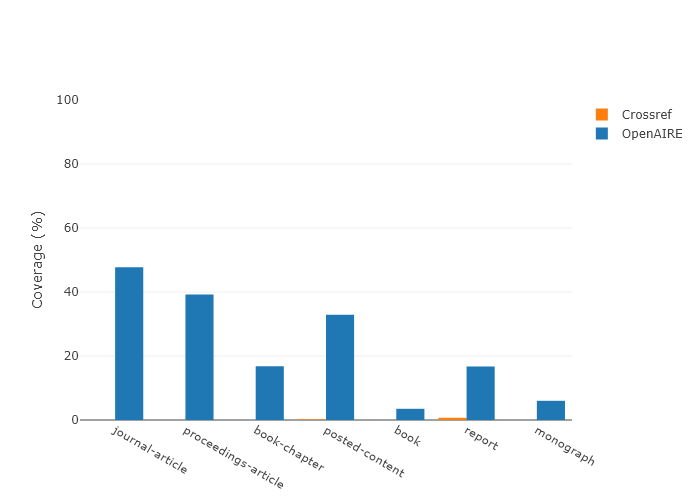 100
80
60
40
20
0
Coverage (%)
journal-article
proceedings-article
book-chapter
posted-content
book
report
monograph
Crossref
OpenAIRE